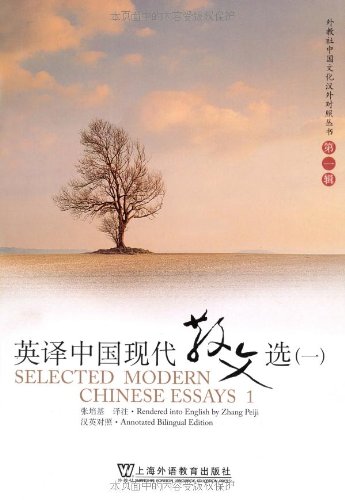 本页面中的内容受版权保护
外教社中国文化汉外对照丛书
第一辑
英译中国现代散文选(一)
SELECTED MODERN
CHINESE ESSAYS 1
张培基 译注·Rendered into English by Zhang Peiji
汉英对照·Annotated Bilingual Edition
上海外语教育出版社
本页面中的内容受版权保护